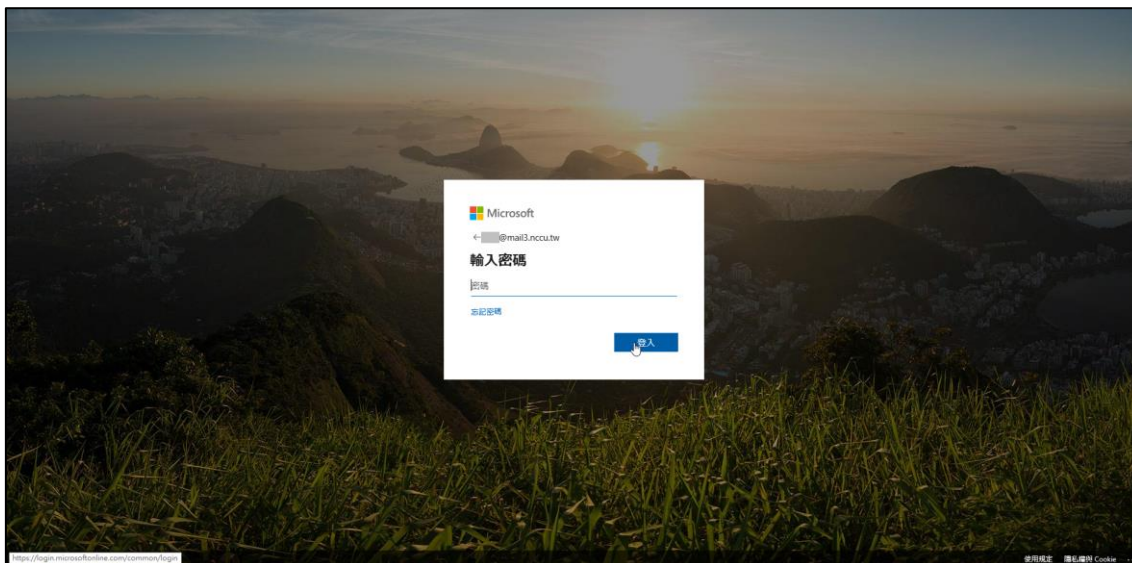 Microsoft
← @mail3.nccu.tw
輸入密碼
密碼
忘記密碼
登入
https://login.microsoftonline.com/common/login
使用規定 隱私權與 Cookie ...